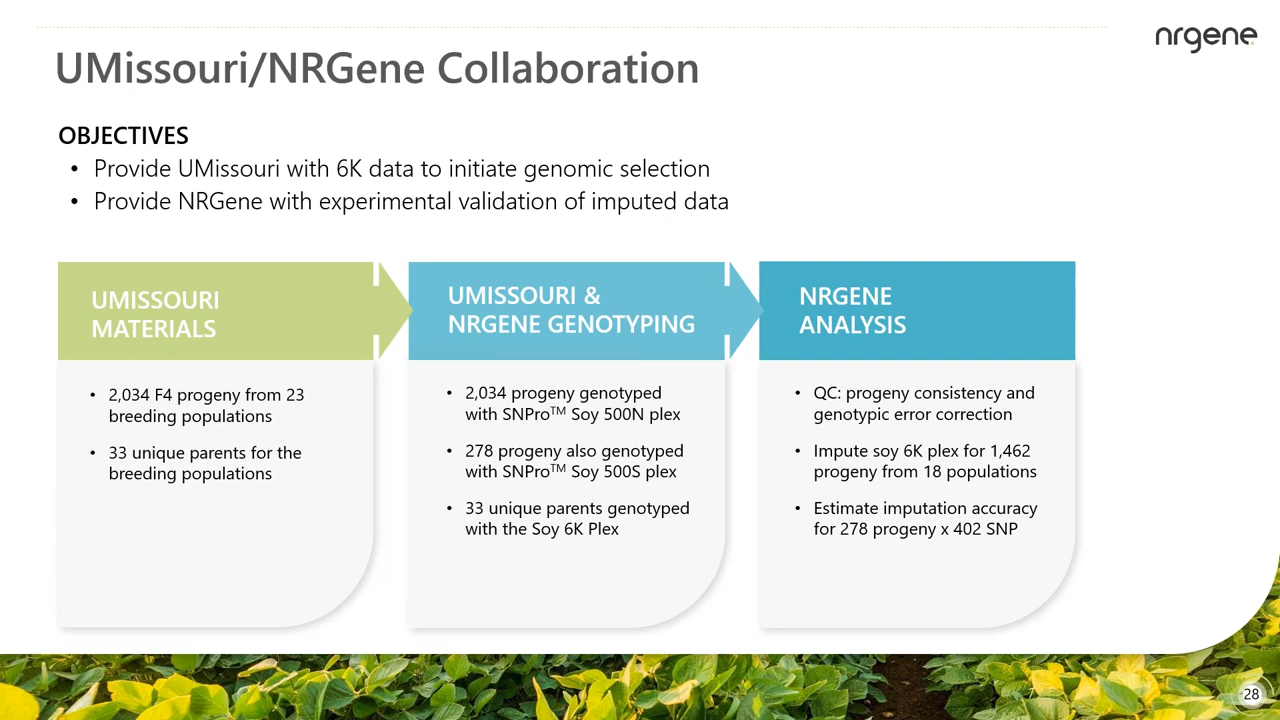 nrgene
UMissouri/NRGene Collaboration
OBJECTIVES
• Provide UMissouri with 6K data to initiate genomic selection
• Provide NRGene with experimental validation of imputed data
UMISSOURI
MATERIALS
• 2,034 F4 progeny from 23
breeding populations
• 33 unique parents for the
breeding populations
UMISSOURI &
NRGENE GENOTYPING
• 2,034 progeny genotyped
with SNPro™ Soy 500N plex
• 278 progeny also genotyped
with SNPro™ Soy 500S plex
• 33 unique parents genotyped
with the Soy 6K Plex
NRGENE
ANALYSIS
• QC: progeny consistency and
genotypic error correction
• Impute soy 6K plex for 1,462
progeny from 18 populations
• Estimate imputation accuracy
for 278 progeny x 402 SNP
28